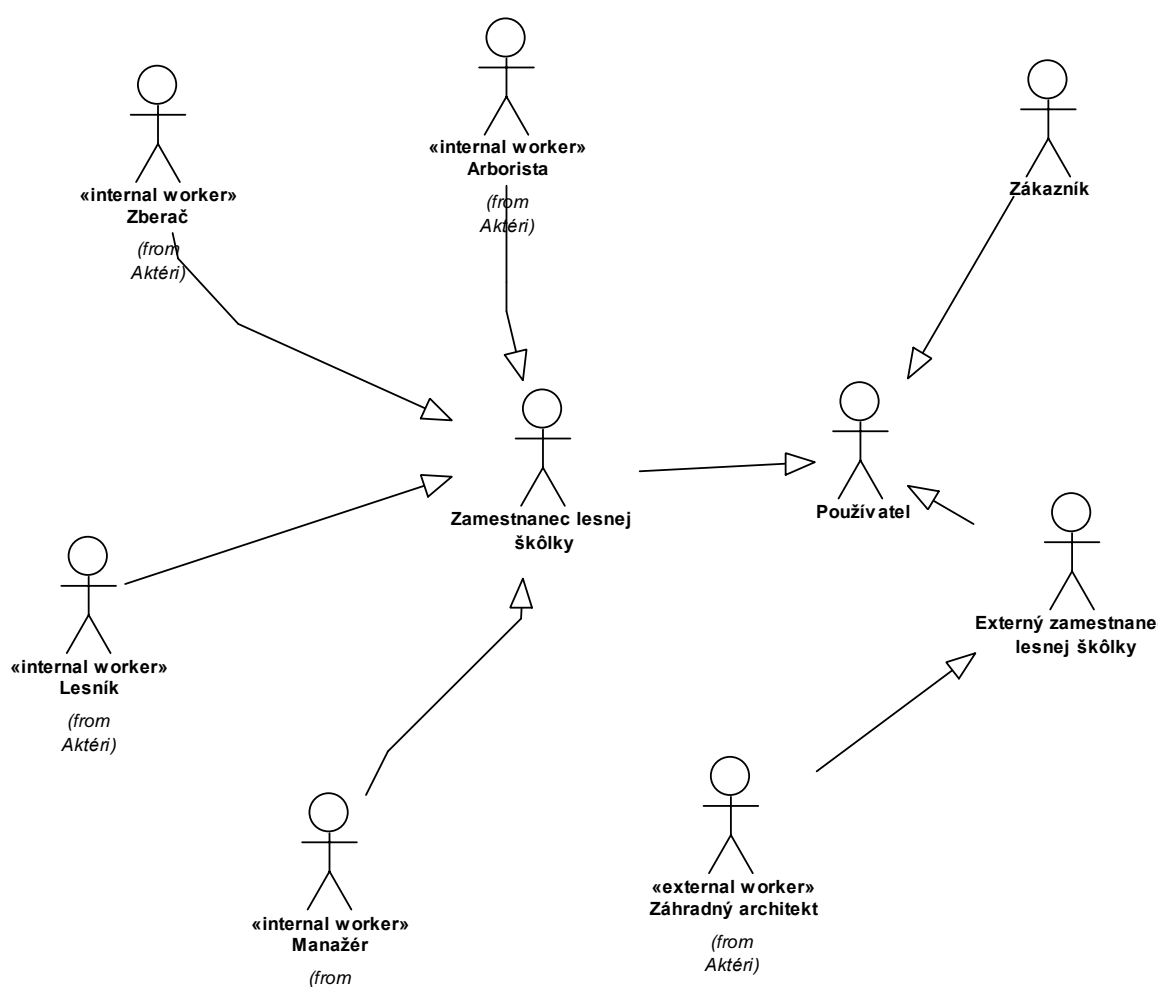 «internal worker»
Arborista
(from
Aktéri)
«internal worker»
Zberač
(from
Aktéri)
Zákazník
Zamestnanec lesnej
škôlky
Používatel
Externý zamestnane
lesnej škôlky
«internal worker»
Lesník
(from
Aktéri)
«internal worker»
Manažér
(from
«external worker»
Záhradný architekt
(from
Aktéri)